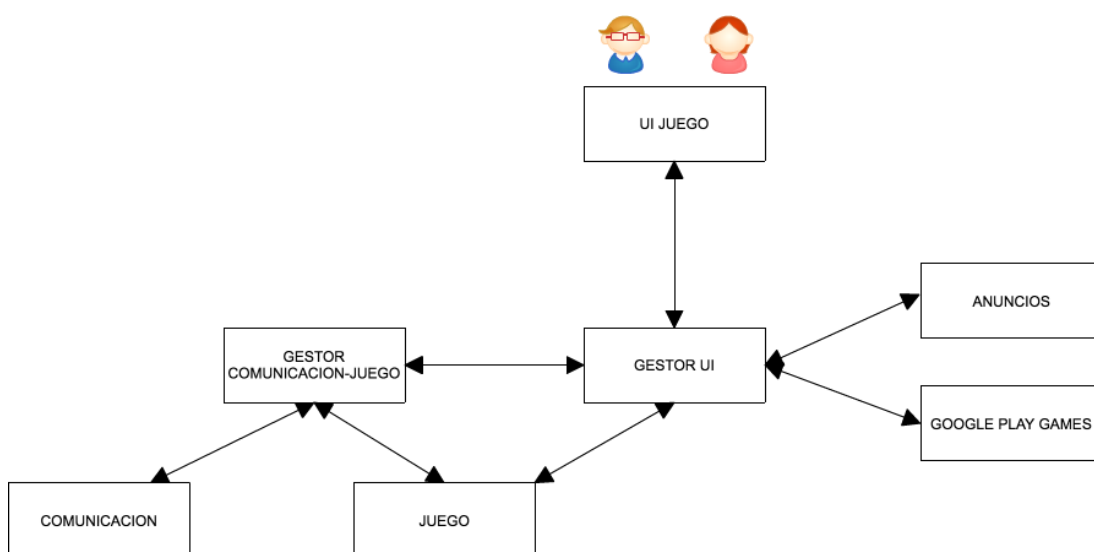 UI JUEGO
ANUNCIOS
GESTOR
COMUNICACION-JUEGO
GESTOR UI
GOOGLE PLAY GAMES
COMUNICACION
JUEGO